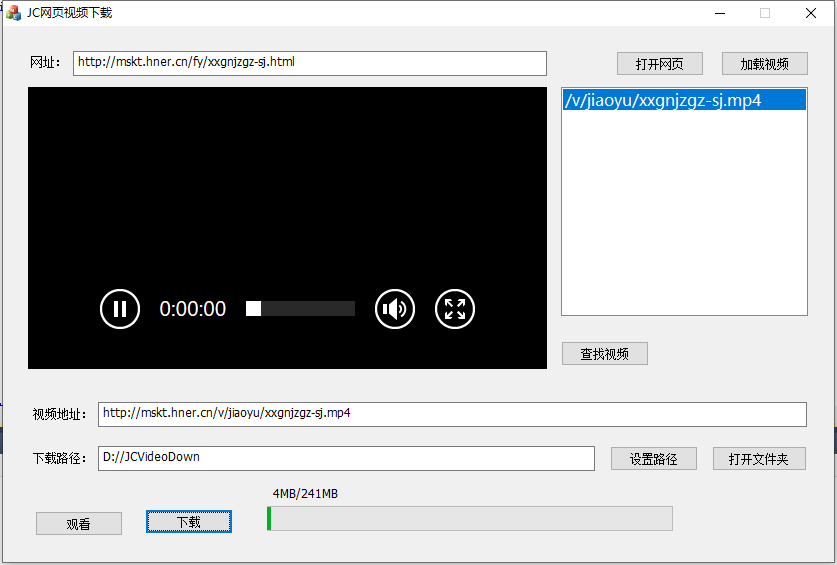 JC网页视频下载
网址： http://mskt.hner.cn/fy/xxgnjzgz-sj.html 打开网页 加载视频
/v/jiaoyu/xxgnjzgz-sj.mp4
0:00:00
查找视频
视频地址： http://mskt.hner.cn/v/jiaoyu/xxgnjzgz-sj.mp4
下载路径： D://JCVideoDown 设置路径 打开文件夹
4MB/241MB
观看 下载